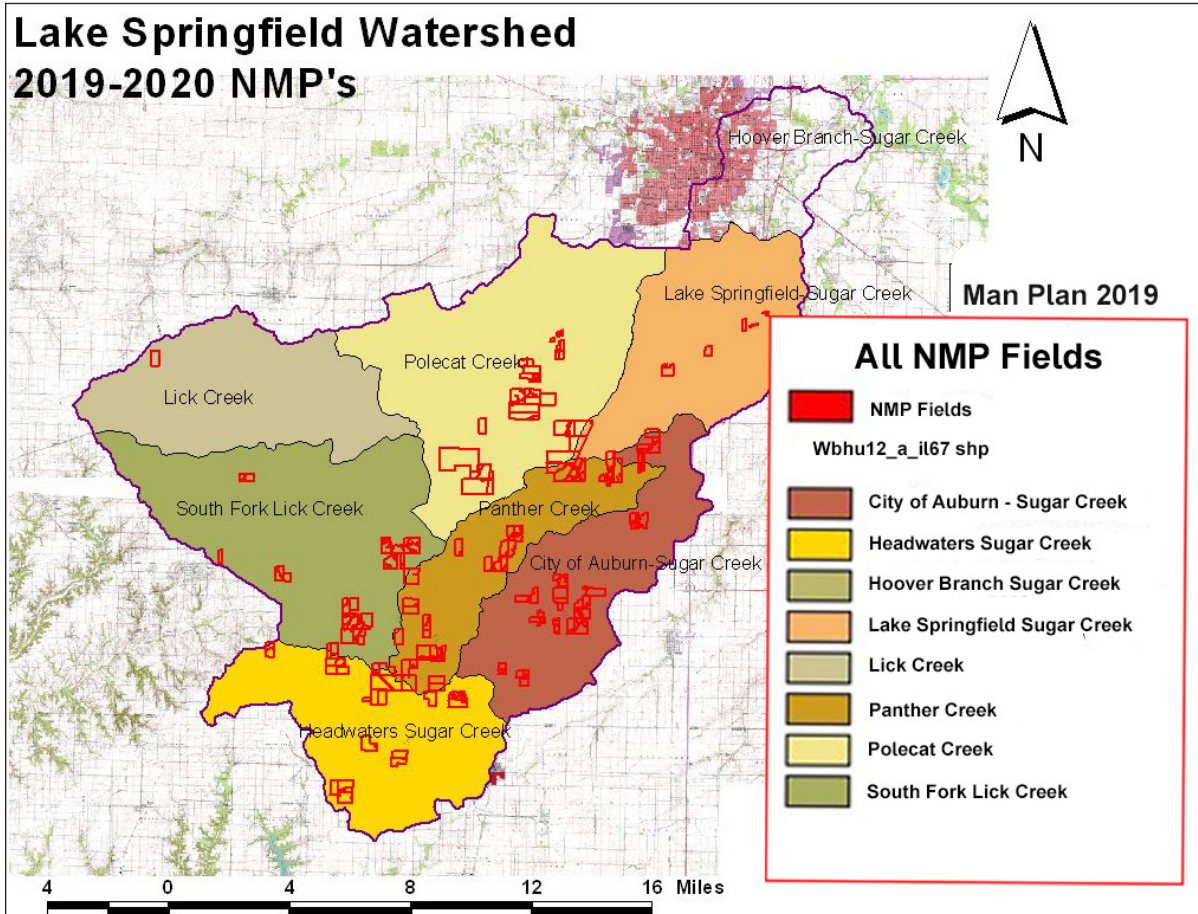 Lake Springfield Watershed
2019-2020 NMP's
N
Hoover Branch-Sugar Creek
Lake Springfield-Sugar Creek
Polecat Creek
Lick Creek
South Fork Lick Creek
Panther Creek
City of Auburn-Sugar Creek
Headwaters Sugar Creek
Man Plan 2019
All NMP Fields
NMP Fields
Wbhu12_a_il67 shp
City of Auburn - Sugar Creek
Headwaters Sugar Creek
Hoover Branch Sugar Creek
Lake Springfield Sugar Creek
Lick Creek
Panther Creek
Polecat Creek
South Fork Lick Creek
4 0 4 8 12 16 Miles